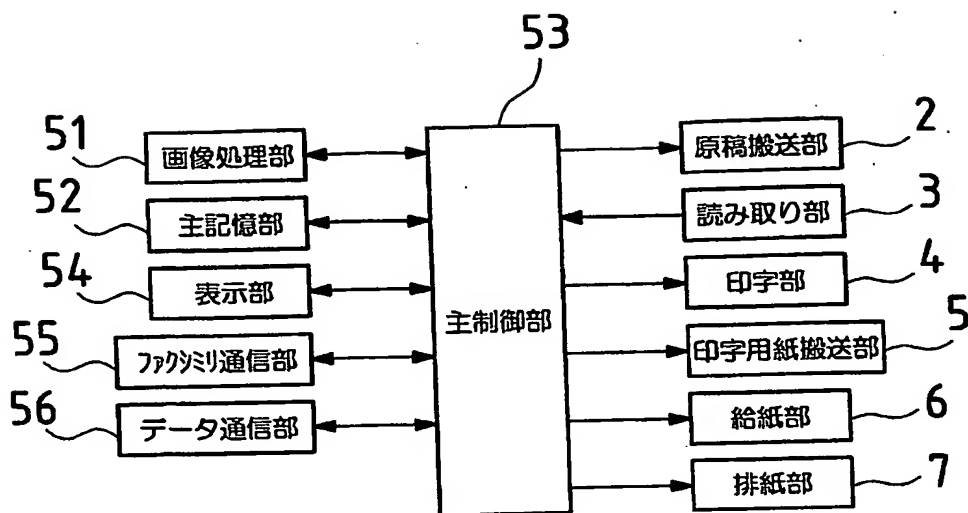 53
51
画像処理部
52
主記憶部
54
表示部
55
ファクシミリ通信部
56
データ通信部
主制御部
原稿搬送部
2
読み取り部
3
印字部
4
印字用紙搬送部
5
給紙部
6
排紙部
7